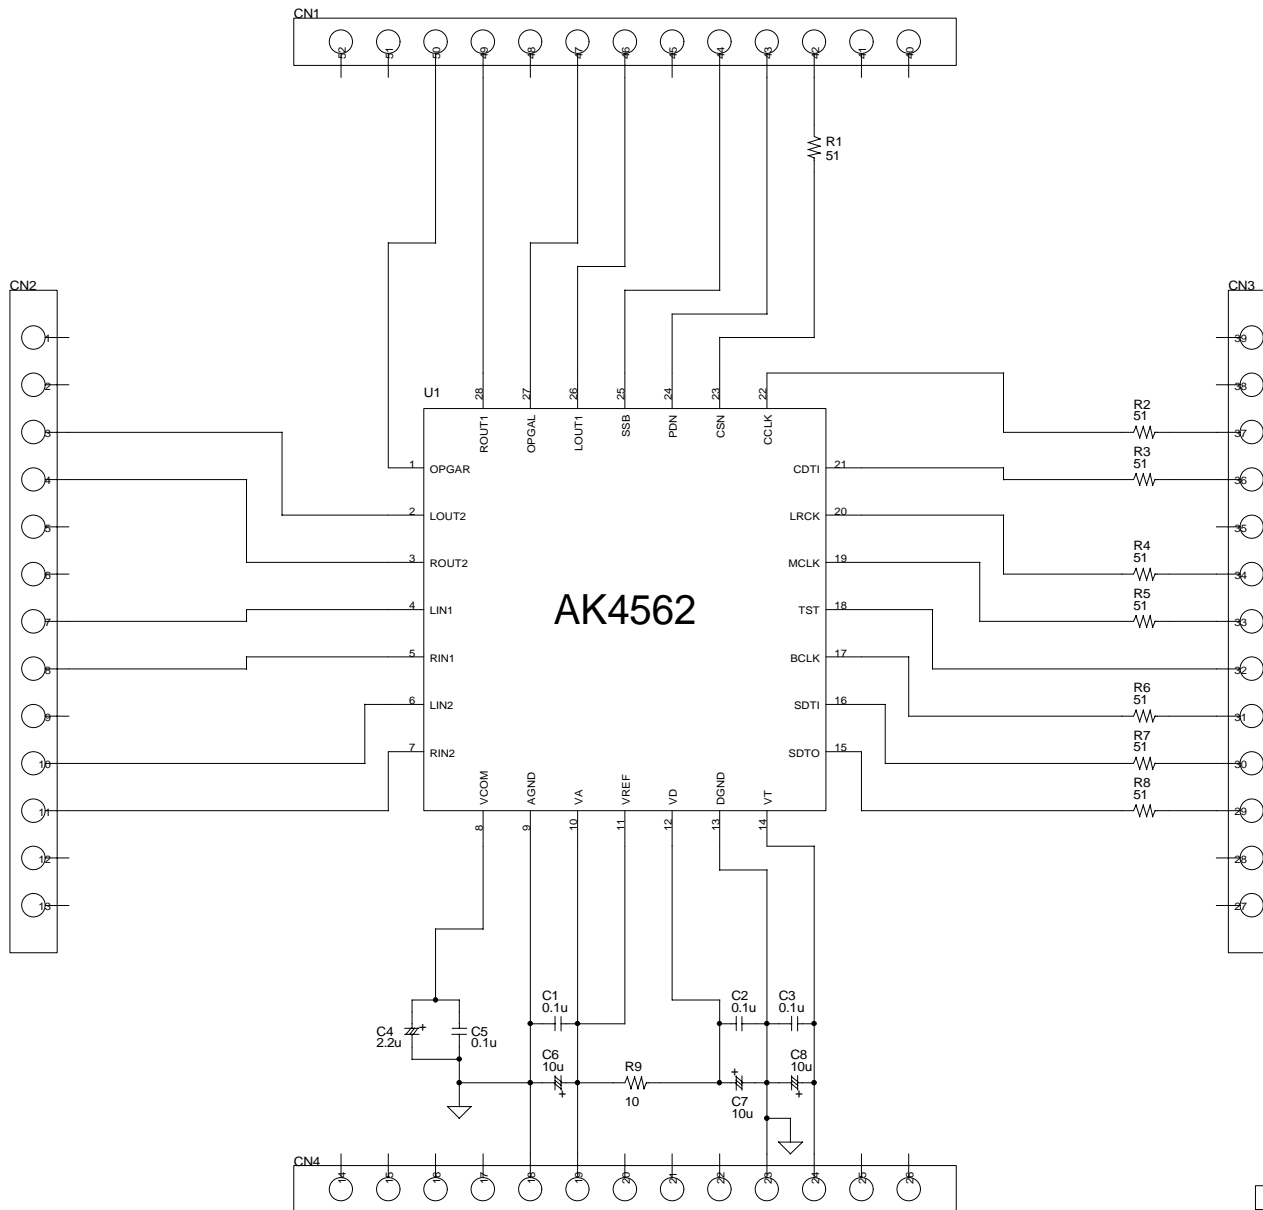 CN1
52 51 50 49 48 47 46 45 44 43 42 41 40
R1
51
CN2
CN3
1
2
3
4
5
6
7
8
9
10
11
12
13
39
38
37
36
35
34
33
32
31
30
29
28
27
R2
51
R3
51
R4
51
R5
51
R6
51
R7
51
R8
51
U1
28 27 26 25 24 23 22
ROUT1 OPGAL LOUT1 SSB PDN CSN CCLK
1 OPGAR
2 LOUT2
3 ROUT2
4 LIN1
5 RIN1
6 LIN2
7 RIN2
CDTI 21
LRCK 20
MCLK 19
TST 18
BCLK 17
SDTI 16
SDTO 15
AK4562
VCOM AGND VA VREF VD DGND VT
8 9 10 11 12 13 14
C1
0.1u
C2
0.1u
C3
0.1u
C4
2.2u
+
C5
0.1u
C6
10u
+
R9
10
+
C7
10u
C8
10u
+
CN4
14 15 16 17 18 19 20 21 22 23 24 25 26